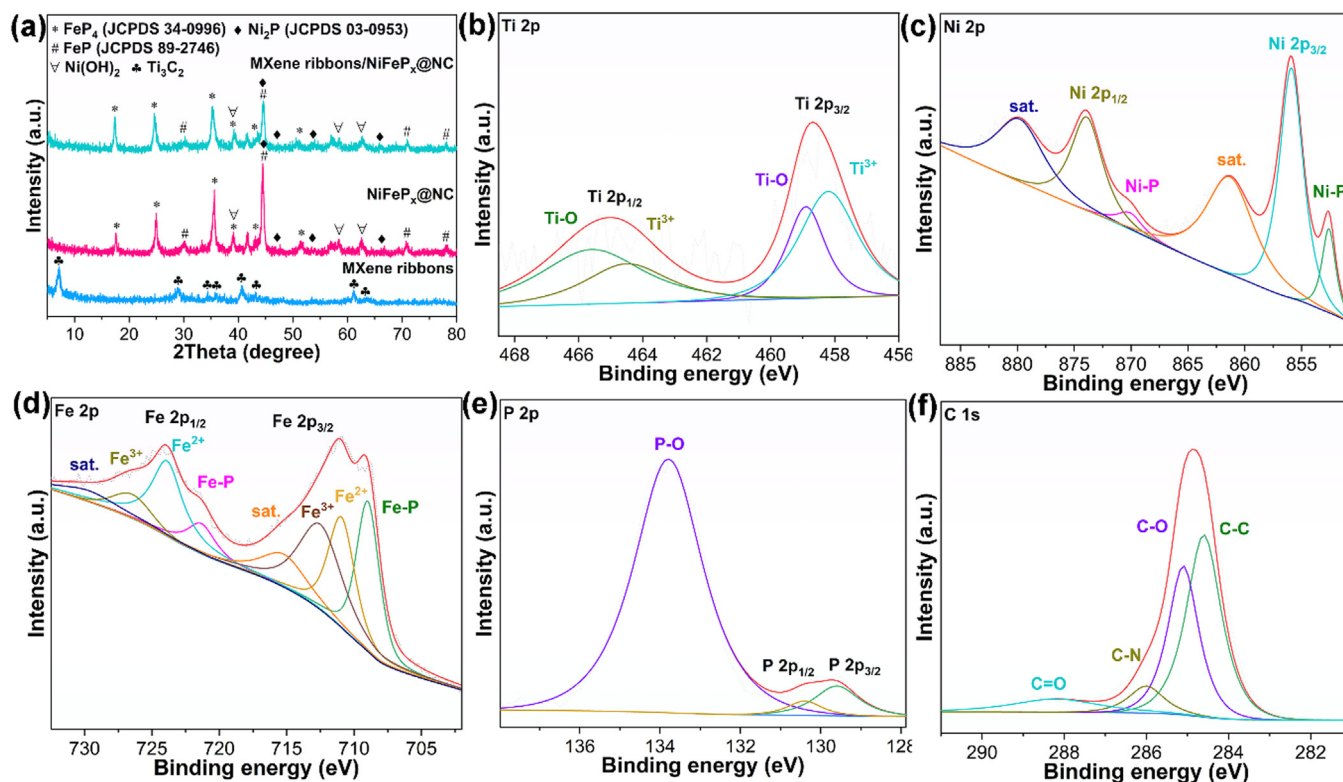 (a)
* FeP₄ (JCPDS 34-0996) ♦ Ni₂P (JCPDS 03-0953)
# FeP (JCPDS 89-2746)
∀ Ni(OH)₂ ♣ Ti₃C₂
MXene ribbons/NiFePₓ@NC
NiFePₓ@NC
MXene ribbons
Intensity (a.u.)
10 20 30 40 50 60 70 80
2Theta (degree)
(b)
Ti 2p
Ti 2p₃/₂
Ti-O
Ti³⁺
Ti 2p₁/₂
Ti-O
Ti³⁺
Intensity (a.u.)
468 465 462 459 456
Binding energy (eV)
(c)
Ni 2p
Ni 2p₃/₂
sat.
Ni 2p₁/₂
sat.
Ni-P
Ni-P
Intensity (a.u.)
885 880 875 870 865 860 855
Binding energy (eV)
(d)
Fe 2p
Fe 2p₁/₂
Fe 2p₃/₂
sat.
Fe³⁺
Fe²⁺
Fe-P
sat.
Fe³⁺
Fe²⁺
Fe-P
Intensity (a.u.)
730 725 720 715 710 705
Binding energy (eV)
(e)
P 2p
P-O
P 2p₁/₂
P 2p₃/₂
Intensity (a.u.)
136 134 132 130 128
Binding energy (eV)
(f)
C 1s
C-O
C-C
C-N
C=O
Intensity (a.u.)
290 288 286 284 282
Binding energy (eV)